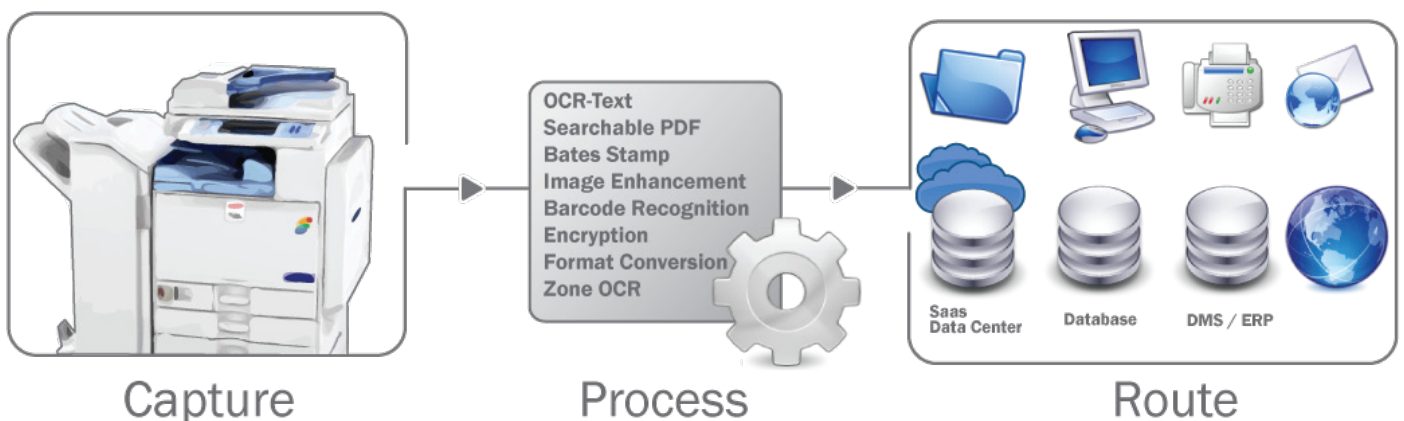 OCR-Text
Searchable PDF
Bates Stamp
Image Enhancement
Barcode Recognition
Encryption
Format Conversion
Zone OCR
Saas
Data Center
Database
DMS / ERP
Capture
Process
Route